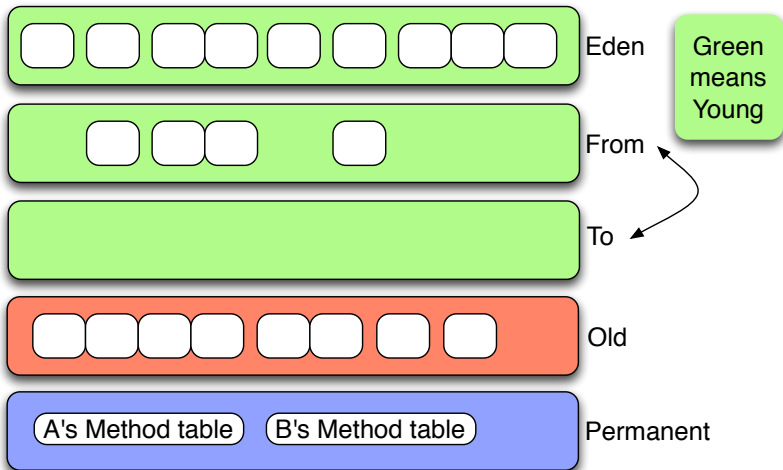 Eden
Green
means
Young
From
To
Old
A's Method table
B's Method table
Permanent